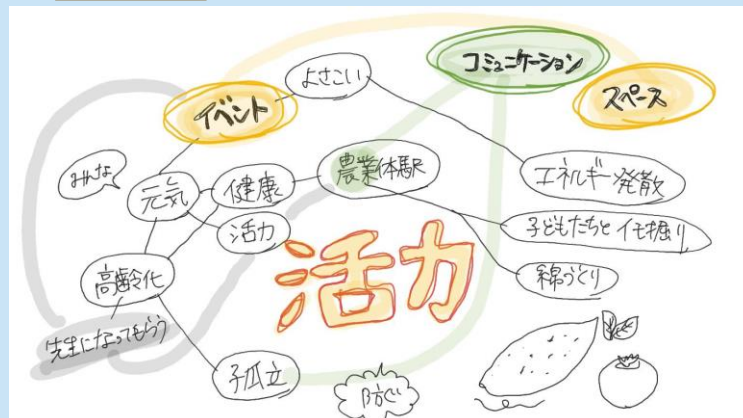 よさこい
コミュニケーション
イベント
スペース
みんな
元気
健康
農業体駅
エネルギー発散
活力
子どもたちとイモ掘り
活力
高齢化
綿づくり
先生になってもらう
孤立
防ぐ